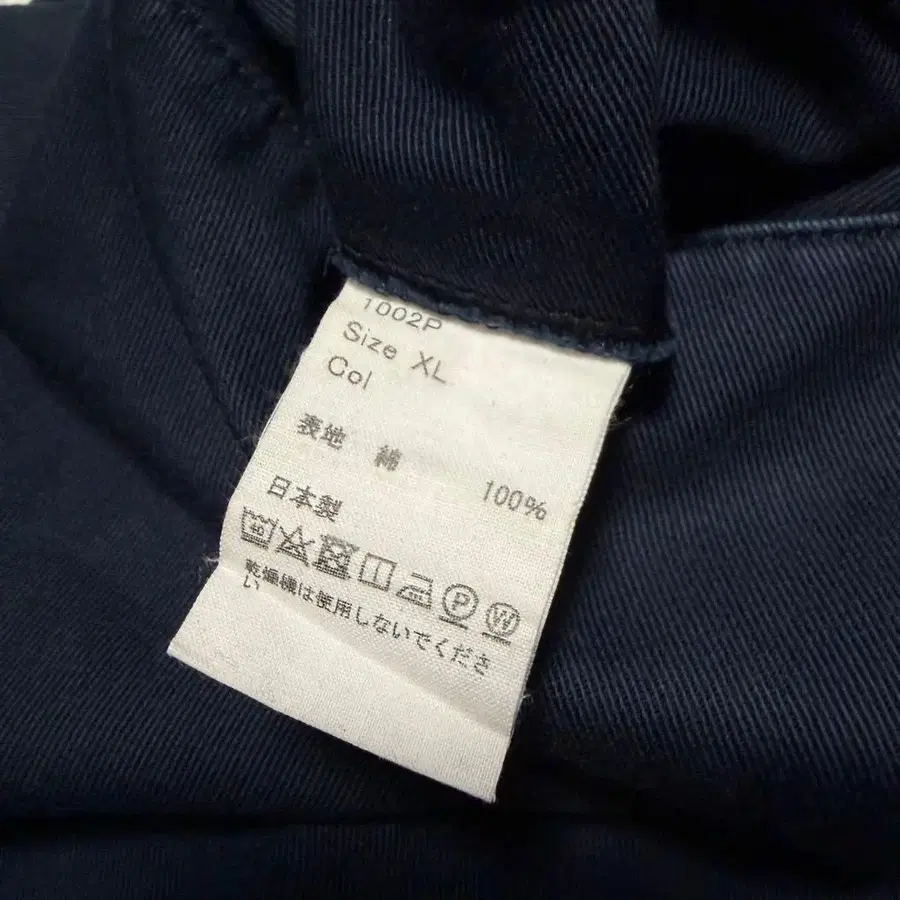 1002P
Size XL
Col
表地 綿 100%
日本製
P W
乾燥機は使用しないでくださ
い